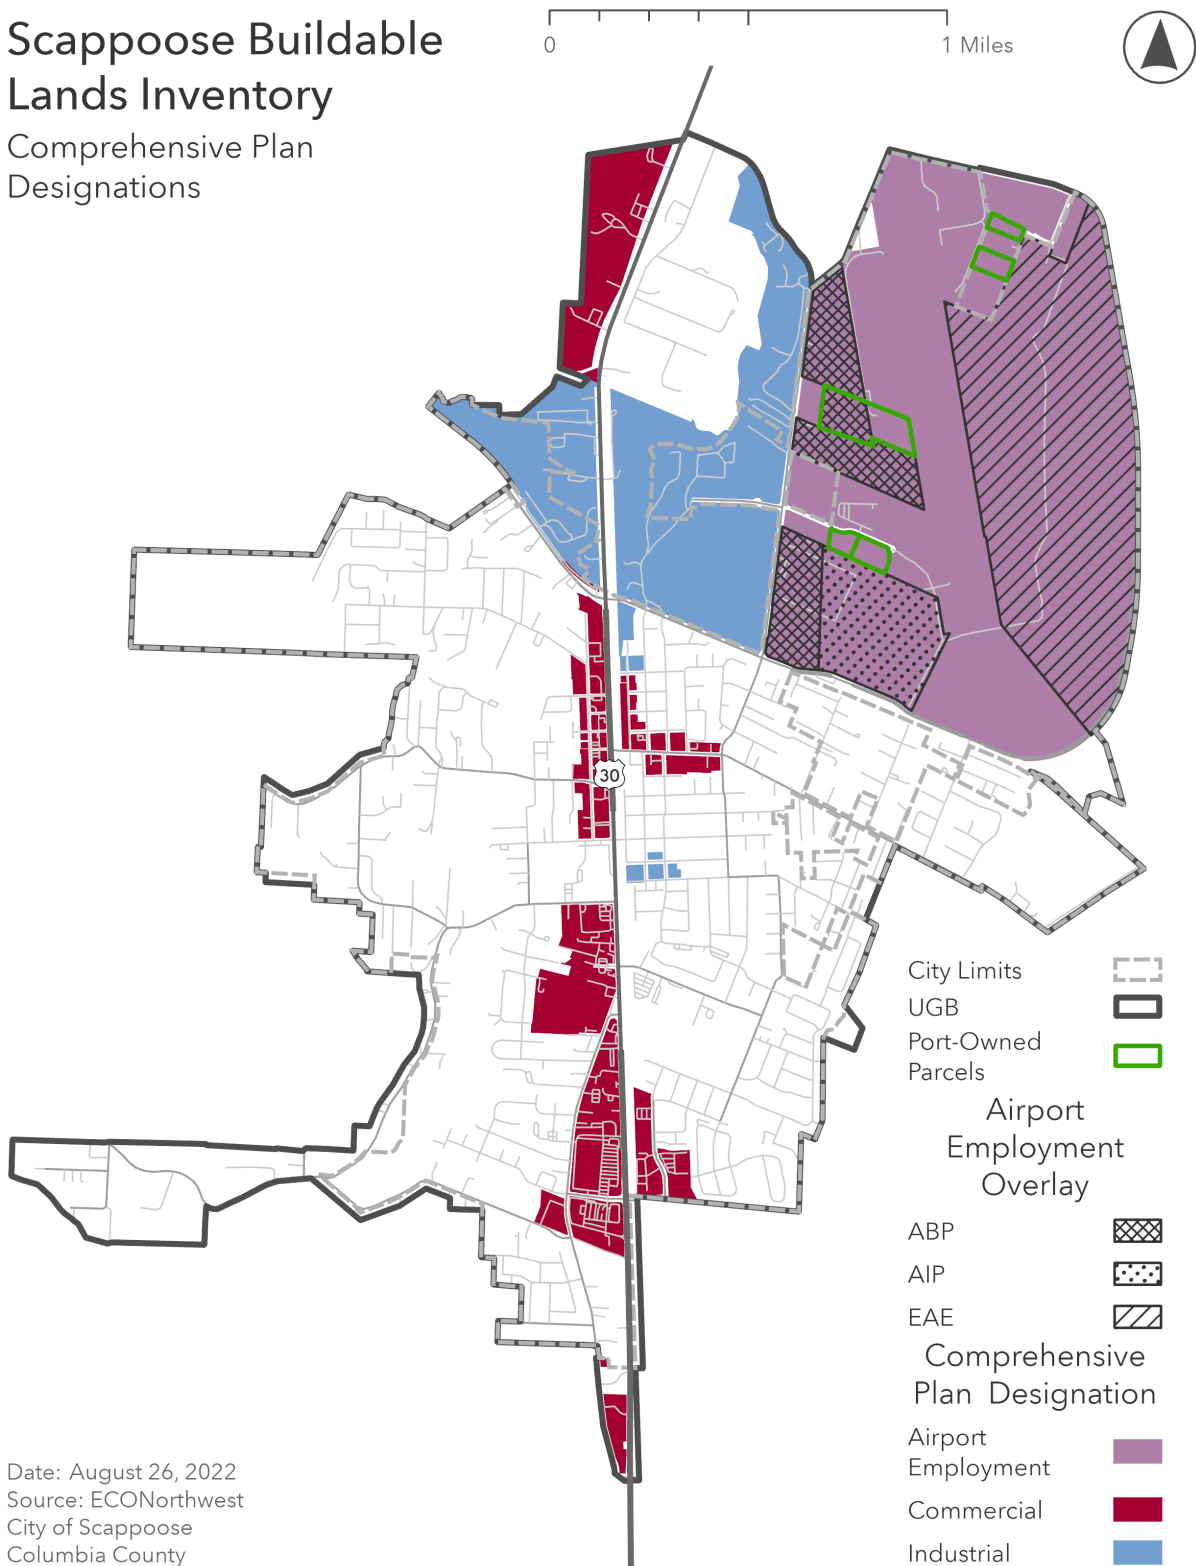 Scappoose Buildable
Lands Inventory
Comprehensive Plan
Designations
0
1 Miles
30
City Limits
UGB
Port-Owned
Parcels
Airport
Employment
Overlay
ABP
AIP
EAE
Comprehensive
Plan Designation
Airport
Employment
Commercial
Industrial
Date: August 26, 2022
Source: ECONorthwest
City of Scappoose
Columbia County